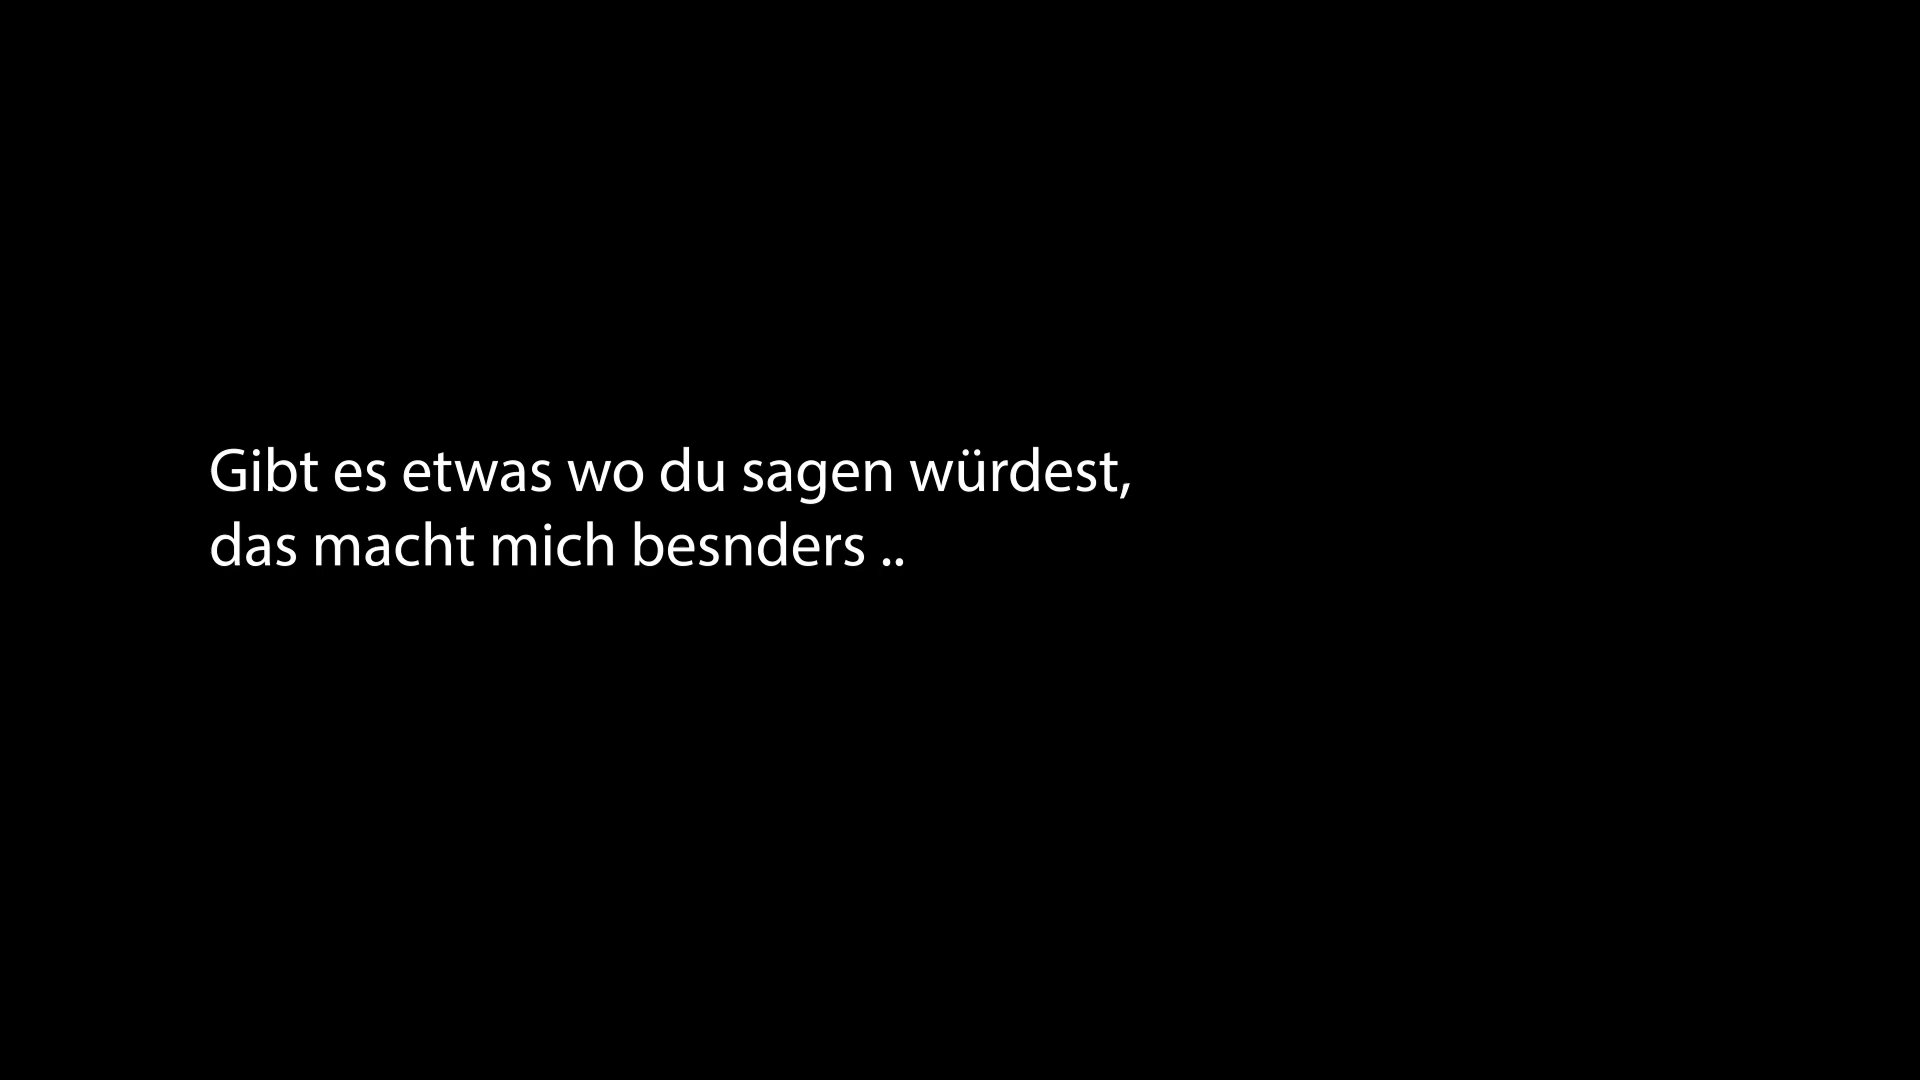 Gibt es etwas wo du sagen würdest,
das macht mich besnders ..